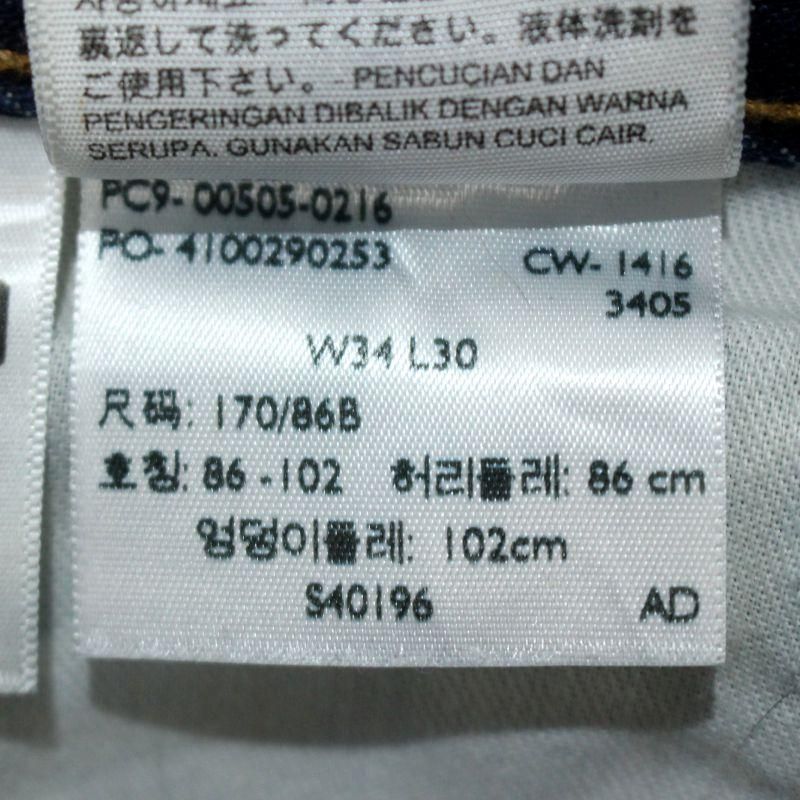 裏返して洗ってください。液体洗剤を
ご使用下さい。- PENCUCIAN DAN
PENGERINGAN DIBALIK DENGAN WARNA
SERUPA. GUNAKAN SABUN CUCI CAIR.
PC9- 00505-0216
PO- 4100290253
CW- 1416
3405
W34 L30
尺码: 170/86B
호칭: 86 -102 허리둘레: 86 cm
엉덩이둘레: 102cm
S40196 AD